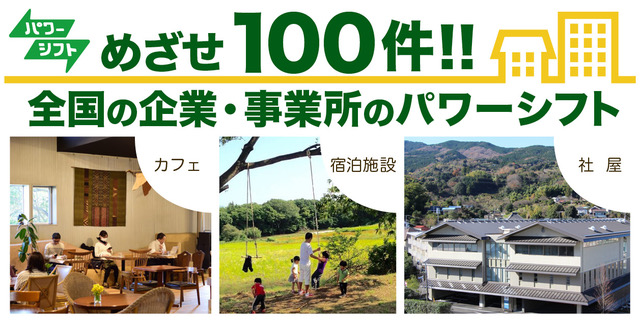 パワー
シフト
めざせ100件!!
全国の企業・事業所のパワーシフト
カフェ
宿泊施設
社 屋